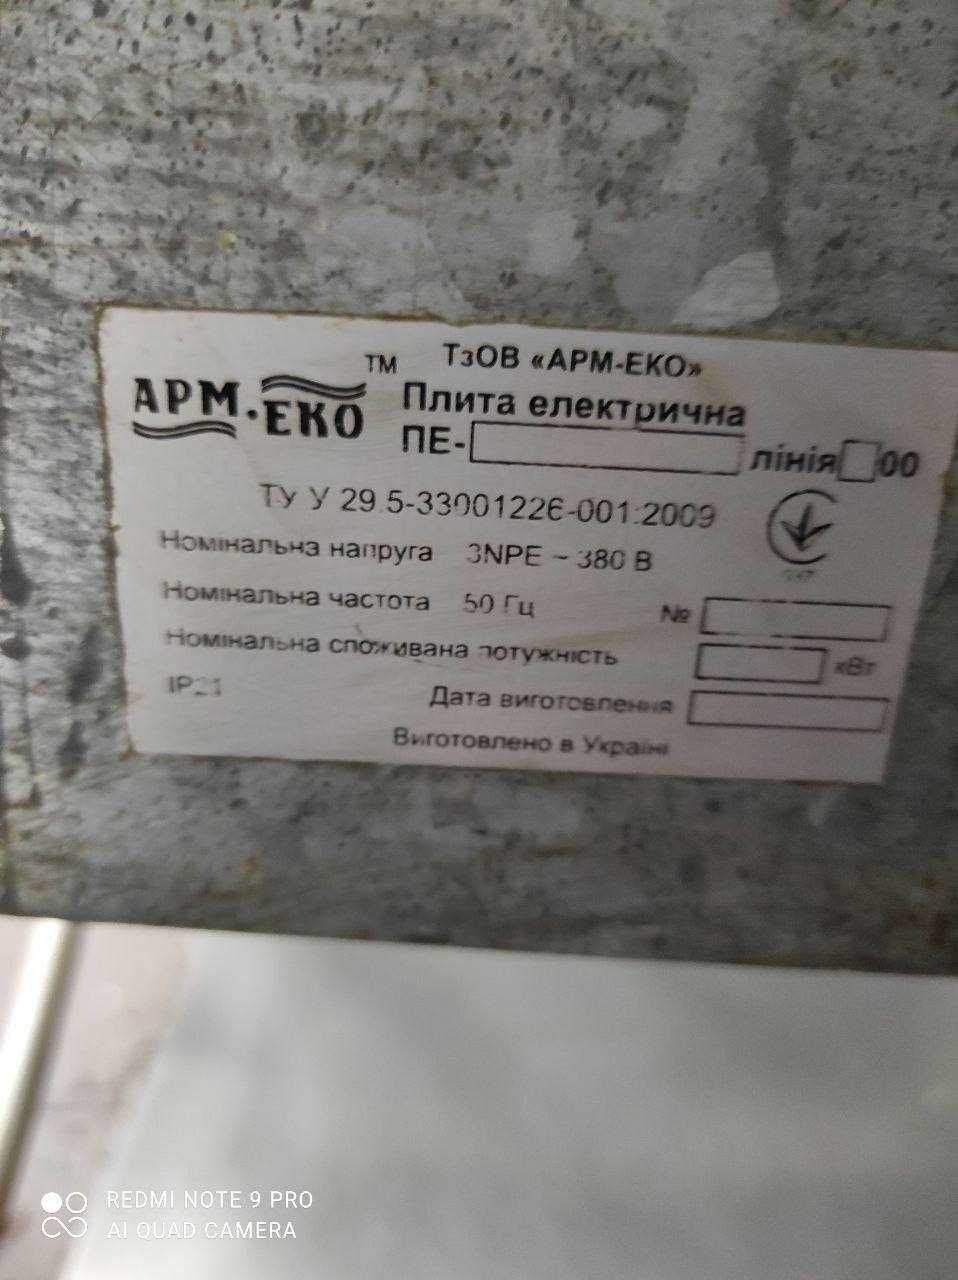 ТМ ТзОВ «АРМ-ЕКО»
АРМ·ЕКО
Плита електрична
ПЕ- лінія 00
ТУ У 29.5-33001226-001:2009
Номінальна напруга 3NPE ~ 380 В
Номінальна частота 50 Гц №
Номінальна споживана потужність кВт
IP21 Дата виготовлення
Виготовлено в Україні
REDMI NOTE 9 PRO
AI QUAD CAMERA